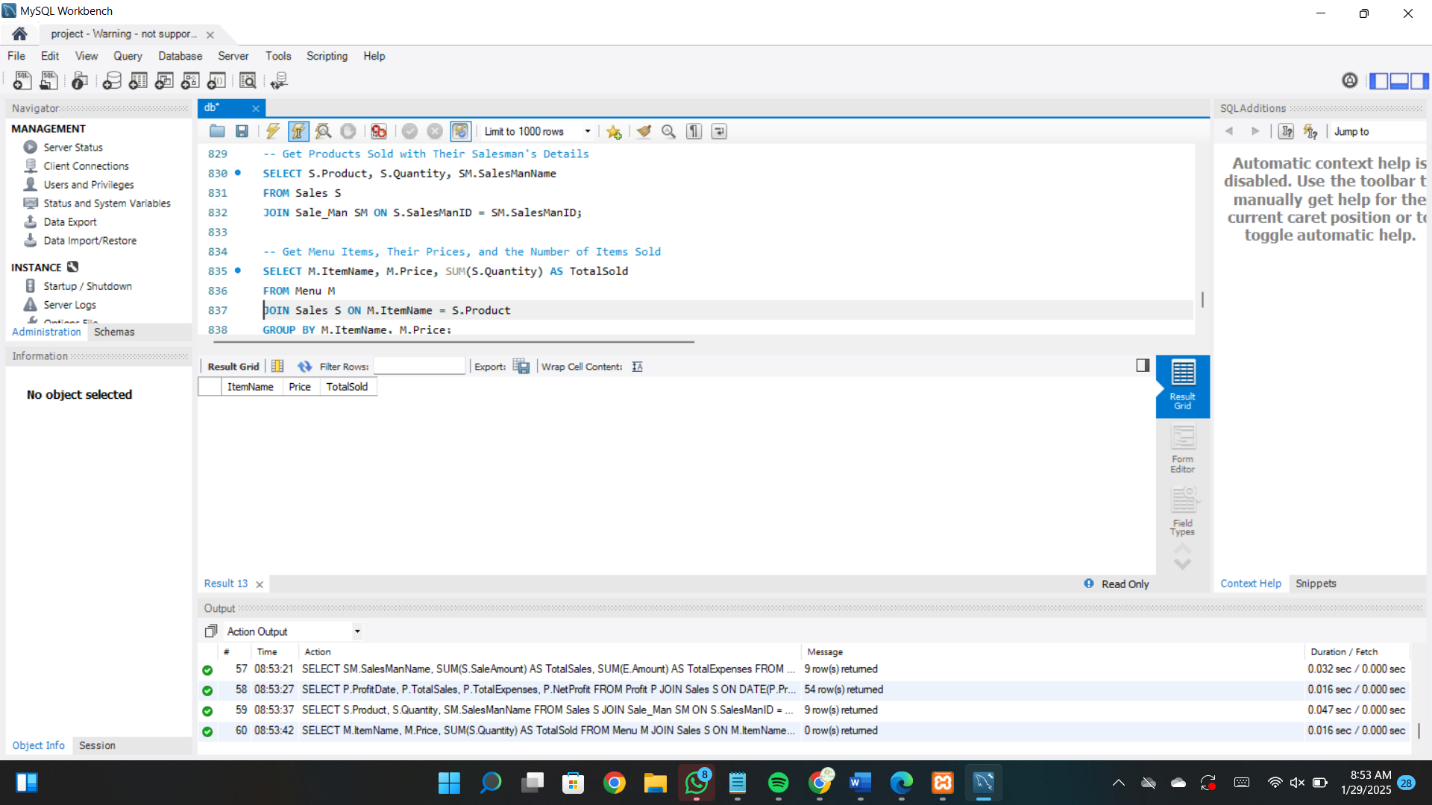 MySQL Workbench
project - Warning - not suppor...
File Edit View Query Database Server Tools Scripting Help
Navigator
MANAGEMENT
Server Status
Client Connections
Users and Privileges
Status and System Variables
Data Export
Data Import/Restore
INSTANCE
Startup / Shutdown
Server Logs
Options File
Administration Schemas
Information
No object selected
Object Info Session
db*
Limit to 1000 rows
829 -- Get Products Sold with Their Salesman's Details
830 SELECT S.Product, S.Quantity, SM.SalesManName
831 FROM Sales S
832 JOIN Sale_Man SM ON S.SalesManID = SM.SalesManID;
833
834 -- Get Menu Items, Their Prices, and the Number of Items Sold
835 SELECT M.ItemName, M.Price, SUM(S.Quantity) AS TotalSold
836 FROM Menu M
837 JOIN Sales S ON M.ItemName = S.Product
838 GROUP BY M.ItemName, M.Price;
Result Grid Filter Rows: Export: Wrap Cell Content:
ItemName Price TotalSold
Result Grid
Form Editor
Field Types
Result 13
Read Only
SQLAdditions
Jump to
Automatic context help is
disabled. Use the toolbar t
manually get help for the
current caret position or to
toggle automatic help.
Context Help Snippets
Output
Action Output
# Time Action Message Duration / Fetch
57 08:53:21 SELECT SM.SalesManName, SUM(S.SaleAmount) AS TotalSales, SUM(E.Amount) AS TotalExpenses FROM ... 9 row(s) returned 0.032 sec / 0.000 sec
58 08:53:27 SELECT P.ProfitDate, P.TotalSales, P.TotalExpenses, P.NetProfit FROM Profit P JOIN Sales S ON DATE(P.Pr... 54 row(s) returned 0.016 sec / 0.000 sec
59 08:53:37 SELECT S.Product, S.Quantity, SM.SalesManName FROM Sales S JOIN Sale_Man SM ON S.SalesManID = ... 9 row(s) returned 0.047 sec / 0.000 sec
60 08:53:42 SELECT M.ItemName, M.Price, SUM(S.Quantity) AS TotalSold FROM Menu M JOIN Sales S ON M.ItemName... 0 row(s) returned 0.016 sec / 0.000 sec
8
8:53 AM
1/29/2025
28